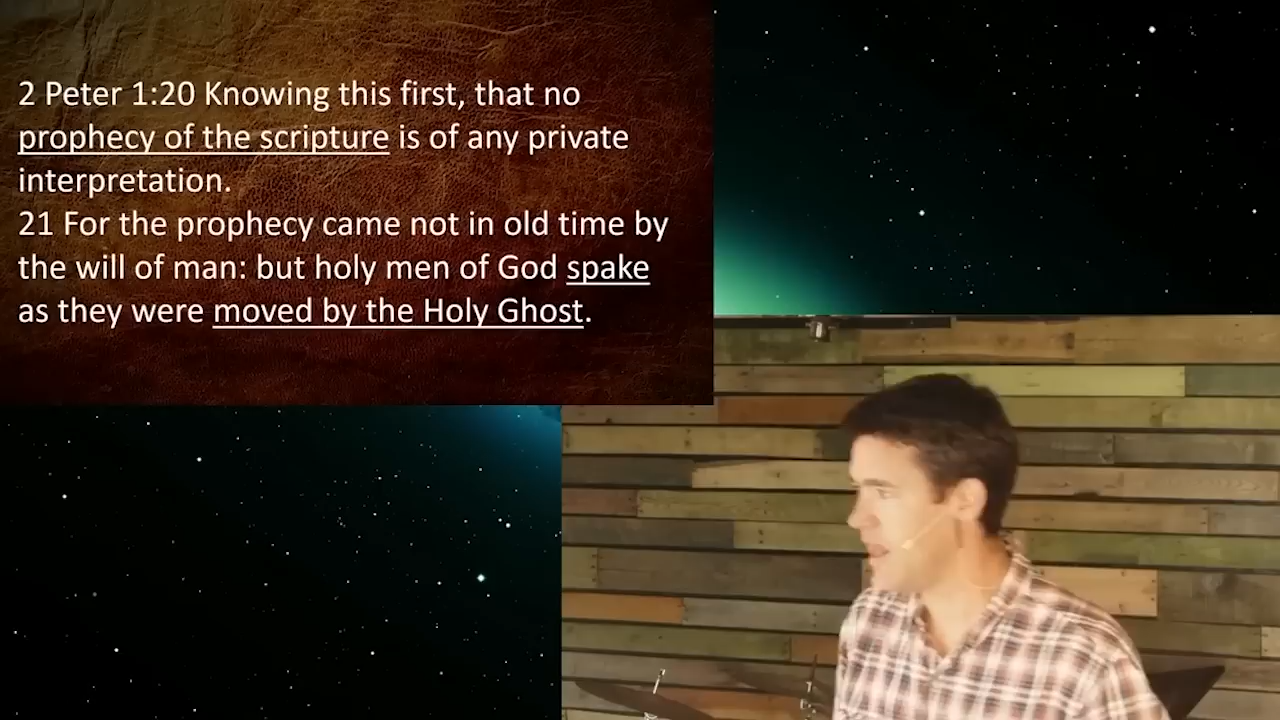 2 Peter 1:20 Knowing this first, that no
prophecy of the scripture is of any private
interpretation.
21 For the prophecy came not in old time by
the will of man: but holy men of God spake
as they were moved by the Holy Ghost.